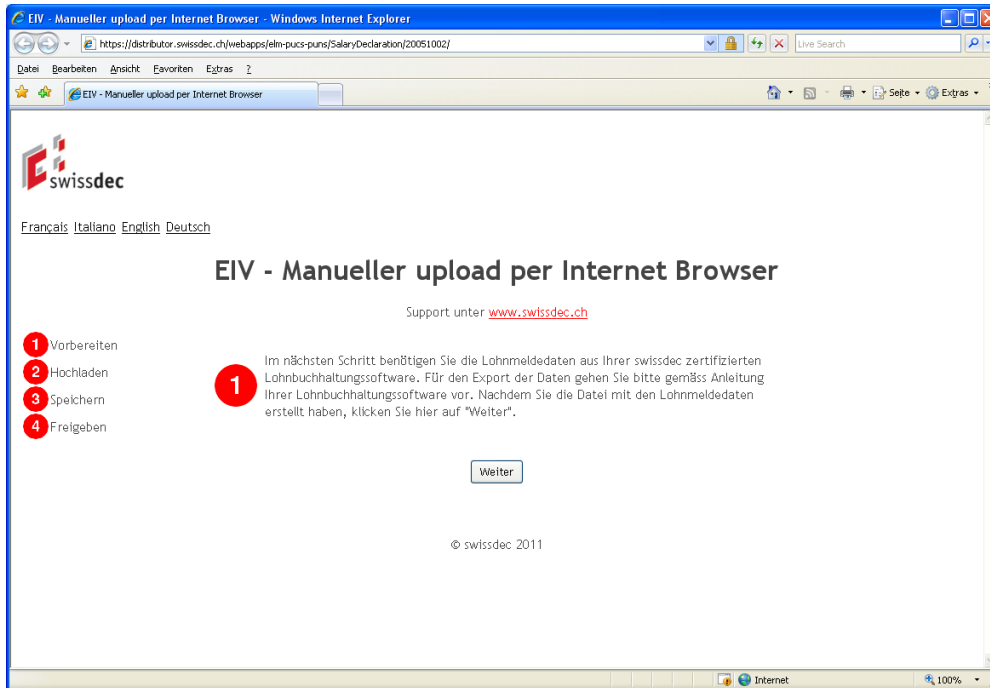 EIV - Manueller upload per Internet Browser - Windows Internet Explorer
https://distributor.swissdec.ch/webapps/elm-pucs-puns/SalaryDeclaration/20051002/
Live Search
Datei Bearbeiten Ansicht Favoriten Extras ?
EIV - Manueller upload per Internet Browser
Seite Extras
swissdec
Français Italiano English Deutsch
EIV - Manueller upload per Internet Browser
Support unter www.swissdec.ch
1 Vorbereiten
2 Hochladen
3 Speichern
4 Freigeben
1
Im nächsten Schritt benötigen Sie die Lohnmeldedaten aus Ihrer swissdec zertifizierten
Lohnbuchhaltungssoftware. Für den Export der Daten gehen Sie bitte gemäss Anleitung
Ihrer Lohnbuchhaltungssoftware vor. Nachdem Sie die Datei mit den Lohnmeldedaten
erstellt haben, klicken Sie hier auf "Weiter".
Weiter
© swissdec 2011
Internet
100%